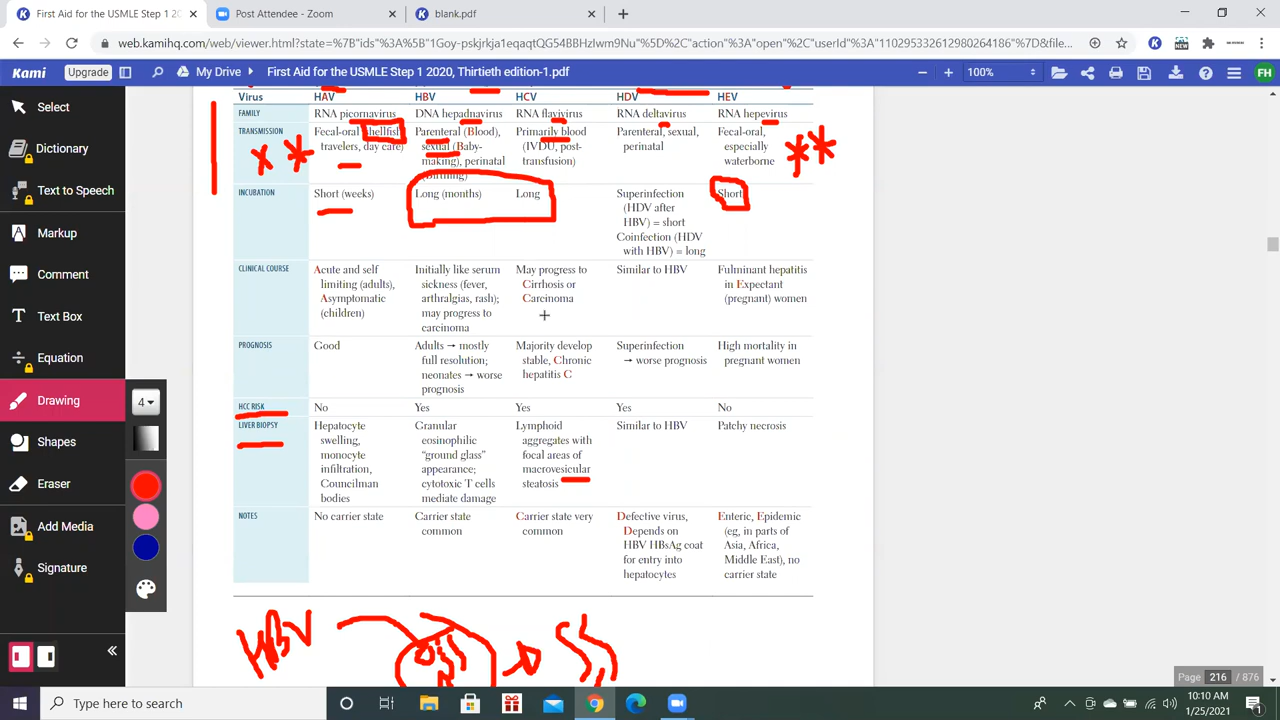 First Aid for the USMLE Step 1 20
Post Attendee - Zoom
blank.pdf
web.kamihq.com/web/viewer.html?state=%7B"ids"%3A%5B"1Goy-pskjrkja1eqaqtQG54BBHzIwm9Nu"%5D%2C"action"%3A"open"%2C"userId"%3A"110295332612980264186"%7D&file...
Kami
Upgrade
My Drive
First Aid for the USMLE Step 1 2020, Thirtieth edition-1.pdf
100%
FH
Select
Dictionary
Text to Speech
Markup
Comment
Text Box
Equation
Drawing
4
Shapes
Eraser
Add Media
Signature
Virus HAV HBV HCV HDV HEV
FAMILY RNA picornavirus DNA hepadnavirus RNA flavivirus RNA deltavirus RNA hepevirus
TRANSMISSION Fecal-oral (shellfish, Parenteral (Blood), Primarily blood Parenteral, sexual, Fecal-oral,
travelers, day care) sexual (Baby- (IVDU, post- perinatal especially
making), perinatal transfusion) waterborne
(Birthing)
INCUBATION Short (weeks) Long (months) Long Superinfection Short
(HDV after
HBV) = short
Coinfection (HDV
with HBV) = long
CLINICAL COURSE Acute and self Initially like serum May progress to Similar to HBV Fulminant hepatitis
limiting (adults), sickness (fever, Cirrhosis or in Expectant
Asymptomatic arthralgias, rash); Carcinoma (pregnant) women
(children) may progress to
carcinoma
PROGNOSIS Good Adults → mostly Majority develop Superinfection High mortality in
full resolution; stable, Chronic → worse prognosis pregnant women
neonates → worse hepatitis C
prognosis
HCC RISK No Yes Yes Yes No
LIVER BIOPSY Hepatocyte Granular Lymphoid Similar to HBV Patchy necrosis
swelling, eosinophilic aggregates with
monocyte "ground glass" focal areas of
infiltration, appearance; macrovesicular
Councilman cytotoxic T cells steatosis
bodies mediate damage
NOTES No carrier state Carrier state Carrier state very Defective virus, Enteric, Epidemic
common common Depends on (eg, in parts of
HBV HBsAg coat Asia, Africa,
for entry into Middle East), no
hepatocytes carrier state
HBV
Page 216 / 876
Type here to search
10:10 AM
1/25/2021